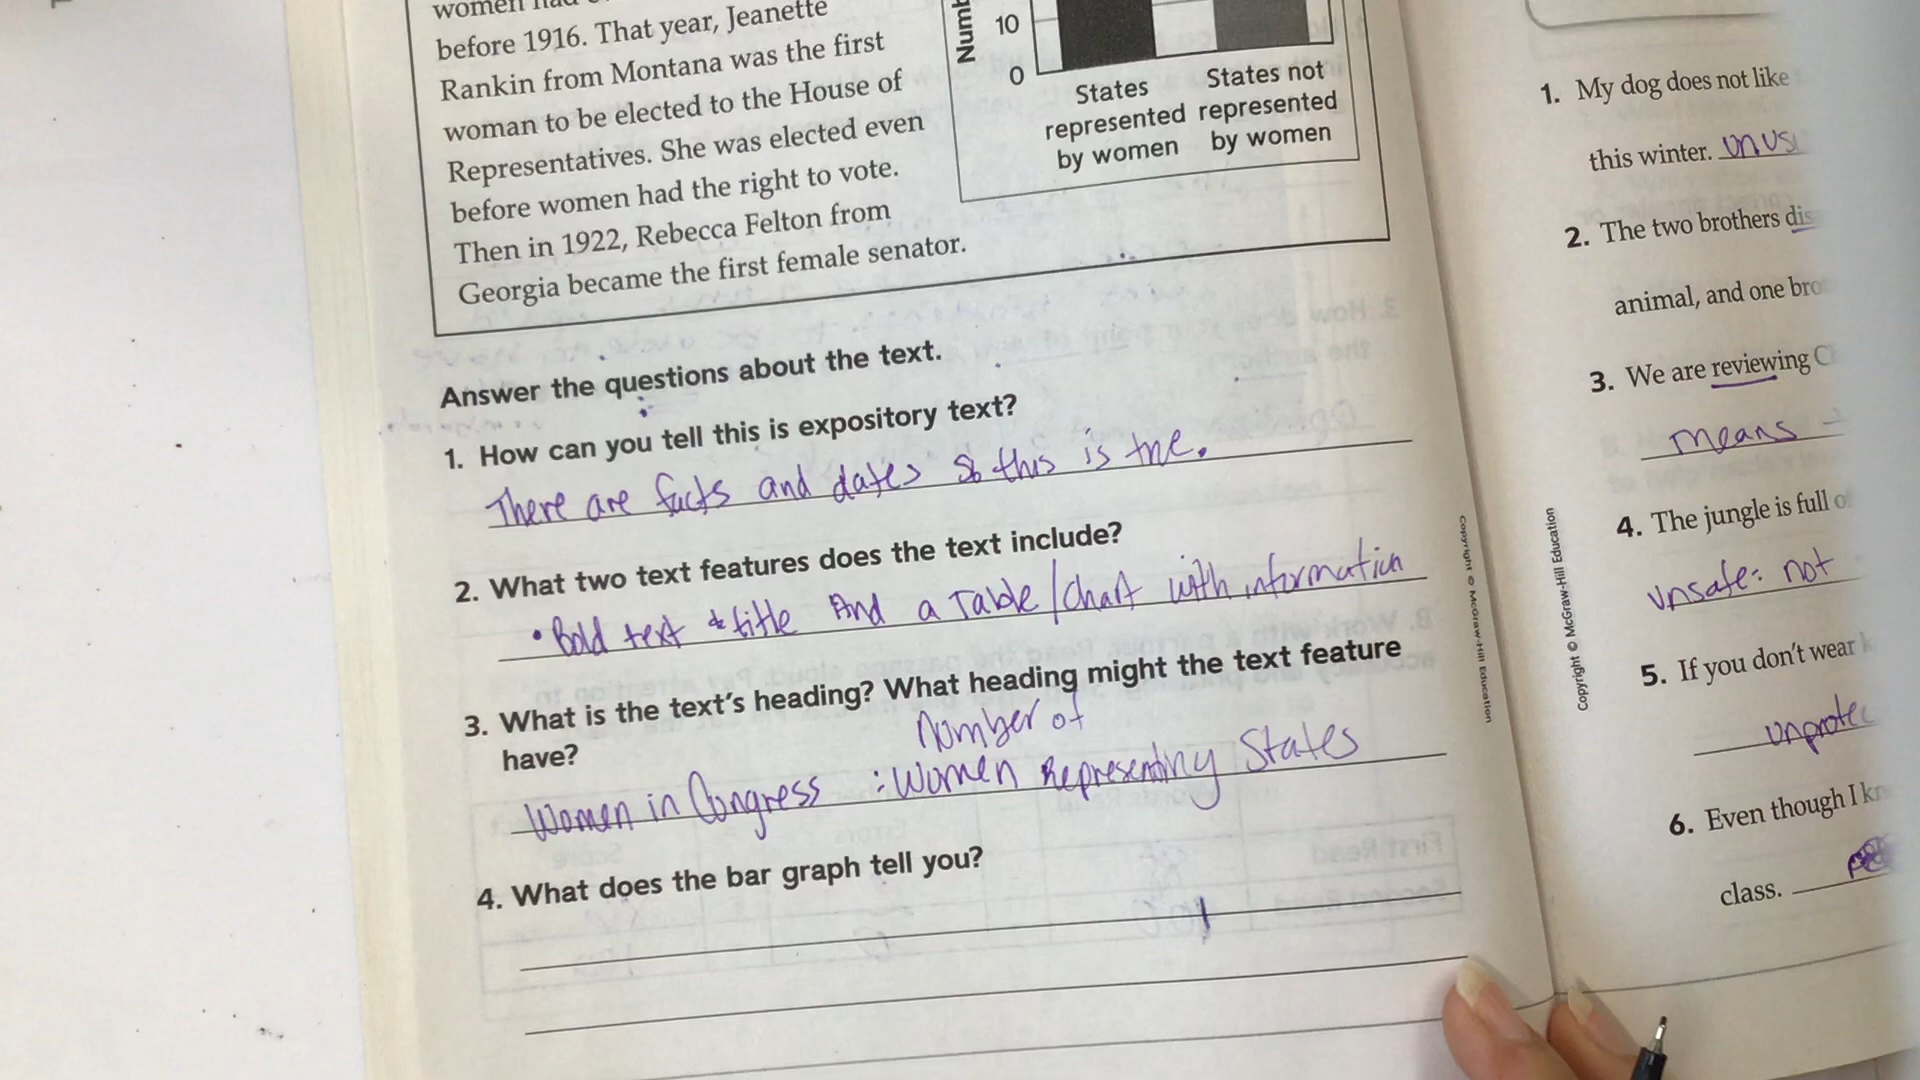 women had
before 1916. That year, Jeanette
Rankin from Montana was the first
woman to be elected to the House of
Representatives. She was elected even
before women had the right to vote.
Then in 1922, Rebecca Felton from
Georgia became the first female senator.
Numb
10
0
States represented by women
States not represented by women
Answer the questions about the text.
1. How can you tell this is expository text?
There are facts and dates so this is true.
2. What two text features does the text include?
• Bold text & title And a Table/chart with information
3. What is the text's heading? What heading might the text feature
have?
Number of
Women in Congress : Women Representing States
4. What does the bar graph tell you?
Copyright © McGraw-Hill Education
Copyright © McGraw-Hill Education
1. My dog does not like
this winter. unus
2. The two brothers dis
animal, and one bro
3. We are reviewing C
means -
4. The jungle is full o
unsafe: not
5. If you don't wear
unprotec
6. Even though I kn
class.